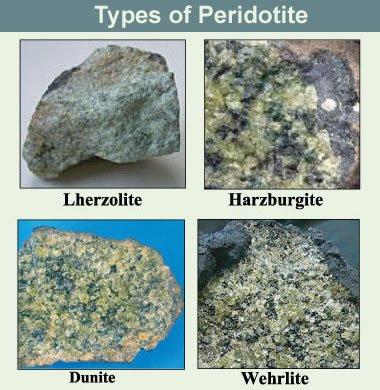 Types of Peridotite
Lherzolite
Harzburgite
Dunite
Wehrlite